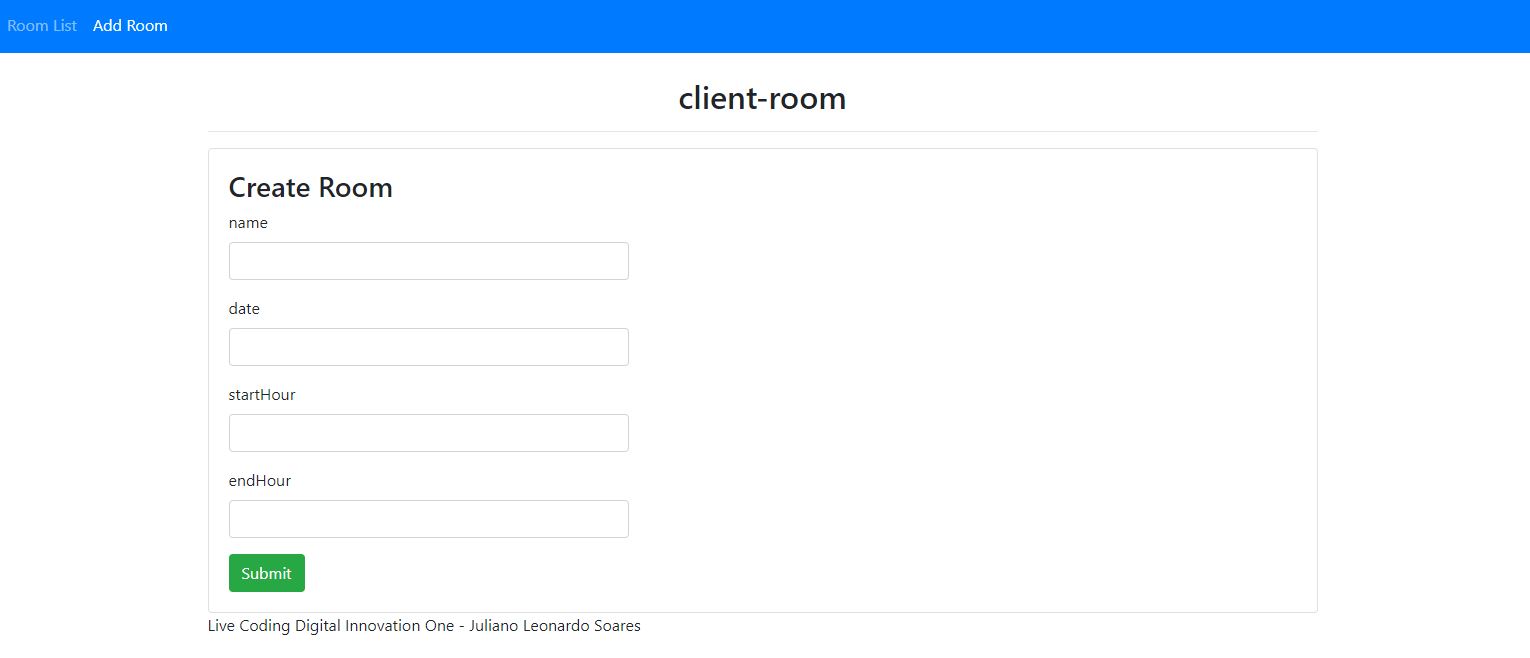 Room List Add Room
client-room
Create Room
name
date
startHour
endHour
Submit
Live Coding Digital Innovation One - Juliano Leonardo Soares